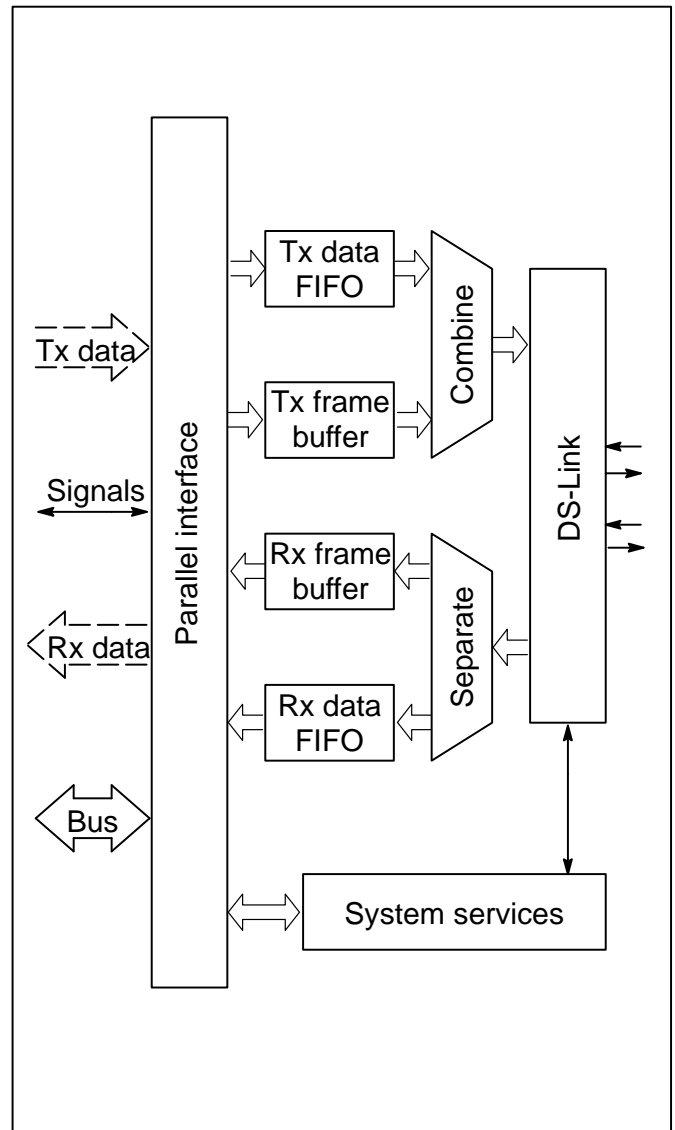 Tx data
Signals
Rx data
Bus
Parallel interface
Tx data
FIFO
Tx frame
buffer
Rx frame
buffer
Rx data
FIFO
Combine
Separate
DS-Link
System services